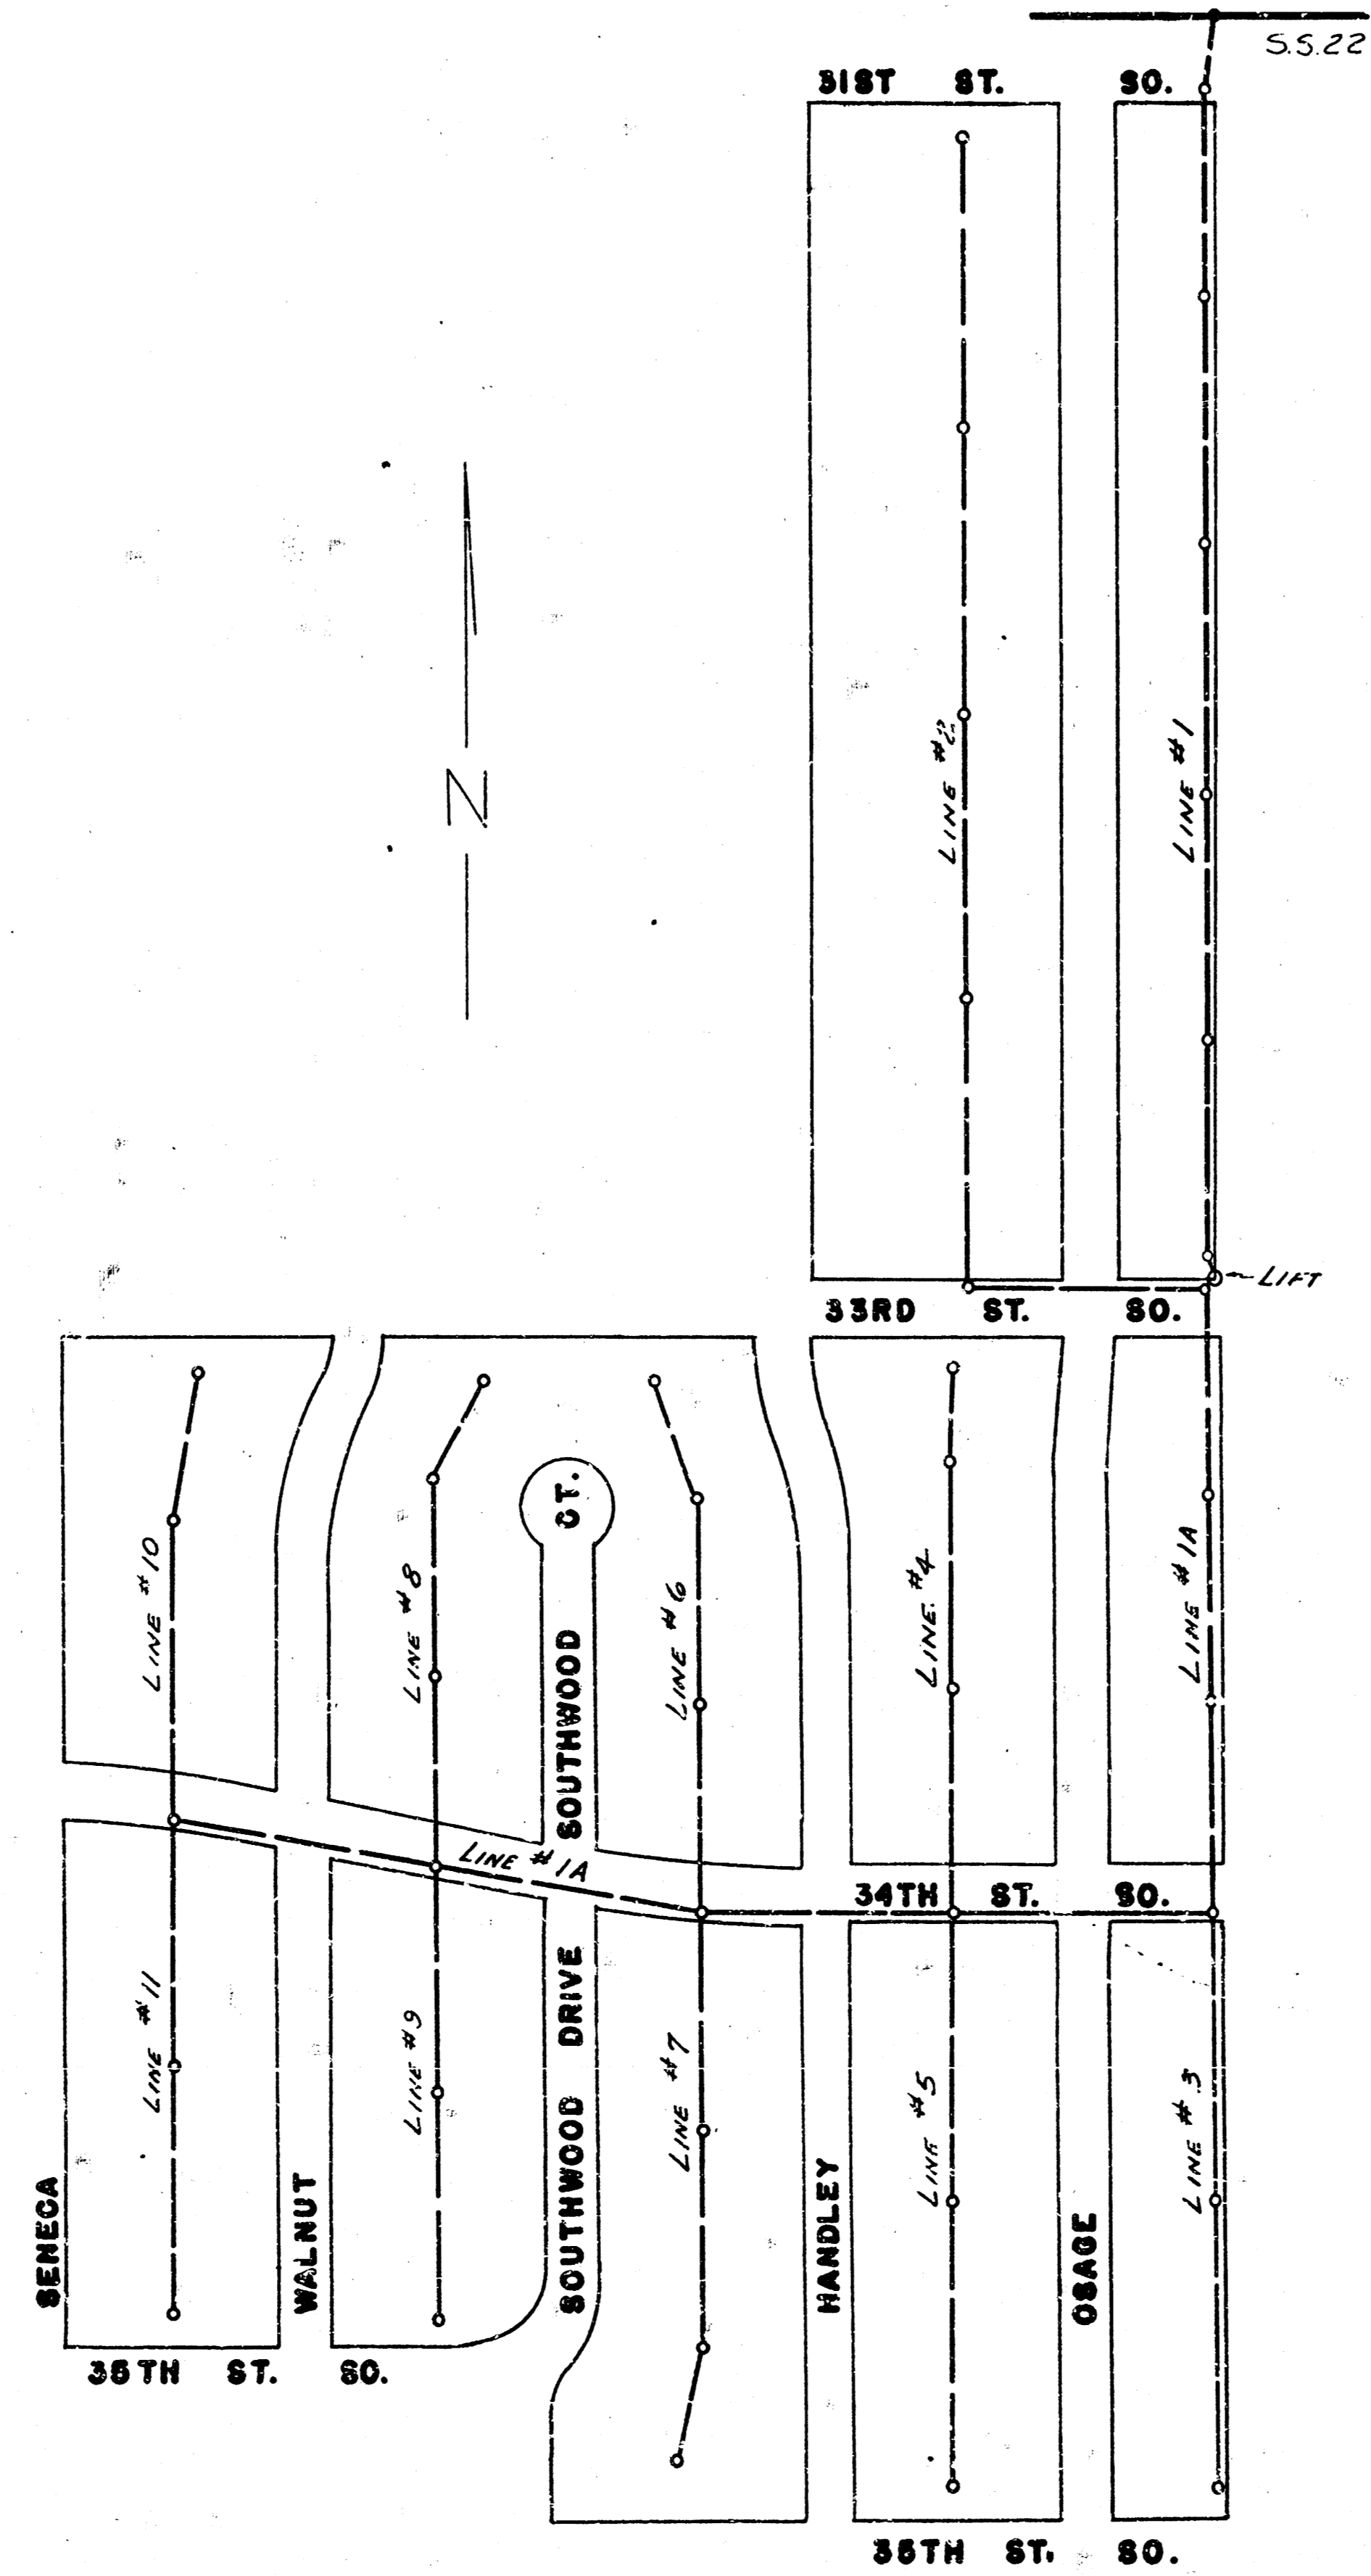 S.S.22
31ST ST. SO.
N
LINE #2
LINE #1
LIFT
33RD ST. SO.
LINE #10
LINE #8
SOUTHWOOD CT.
LINE #6
LINE #4
LINE #1A
LINE #1A
34TH ST. SO.
LINE #11
LINE #9
SOUTHWOOD DRIVE
LINE #7
LINE #5
LINE #3
SENECA
WALNUT
HANDLEY
OSAGE
35TH ST. SO.
35TH ST. SO.